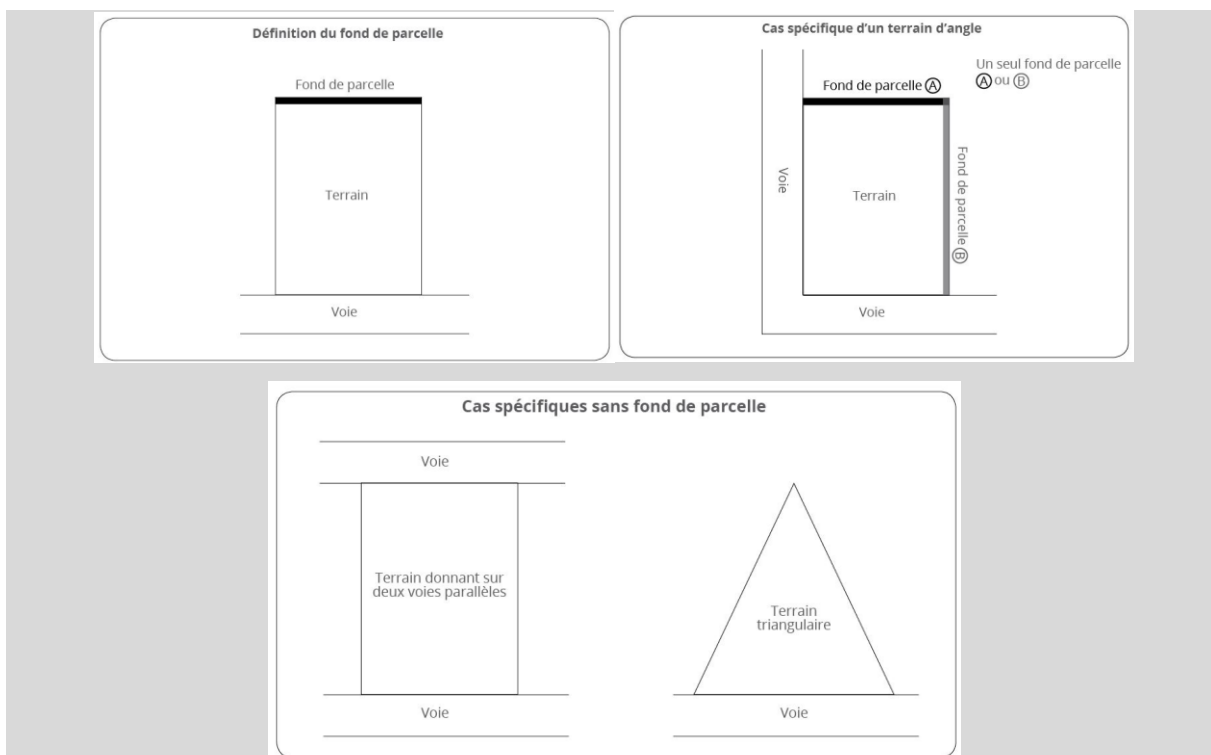 Définition du fond de parcelle
Fond de parcelle
Terrain
Voie
Cas spécifique d'un terrain d'angle
Un seul fond de parcelle
Ⓐ ou Ⓑ
Fond de parcelle Ⓐ
Voie
Terrain
Fond de parcelle Ⓑ
Voie
Cas spécifiques sans fond de parcelle
Voie
Terrain donnant sur
deux voies parallèles
Voie
Terrain
triangulaire
Voie